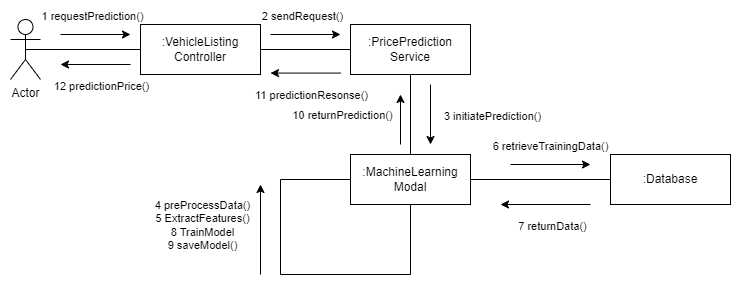 1 requestPrediction()
2 sendRequest()
:VehicleListing
Controller
:PricePrediction
Service
Actor
12 predictionPrice()
11 predictionResonse()
10 returnPrediction()
3 initiatePrediction()
6 retrieveTrainingData()
:MachineLearning
Modal
:Database
4 preProcessData()
5 ExtractFeatures()
8 TrainModel
9 saveModel()
7 returnData()